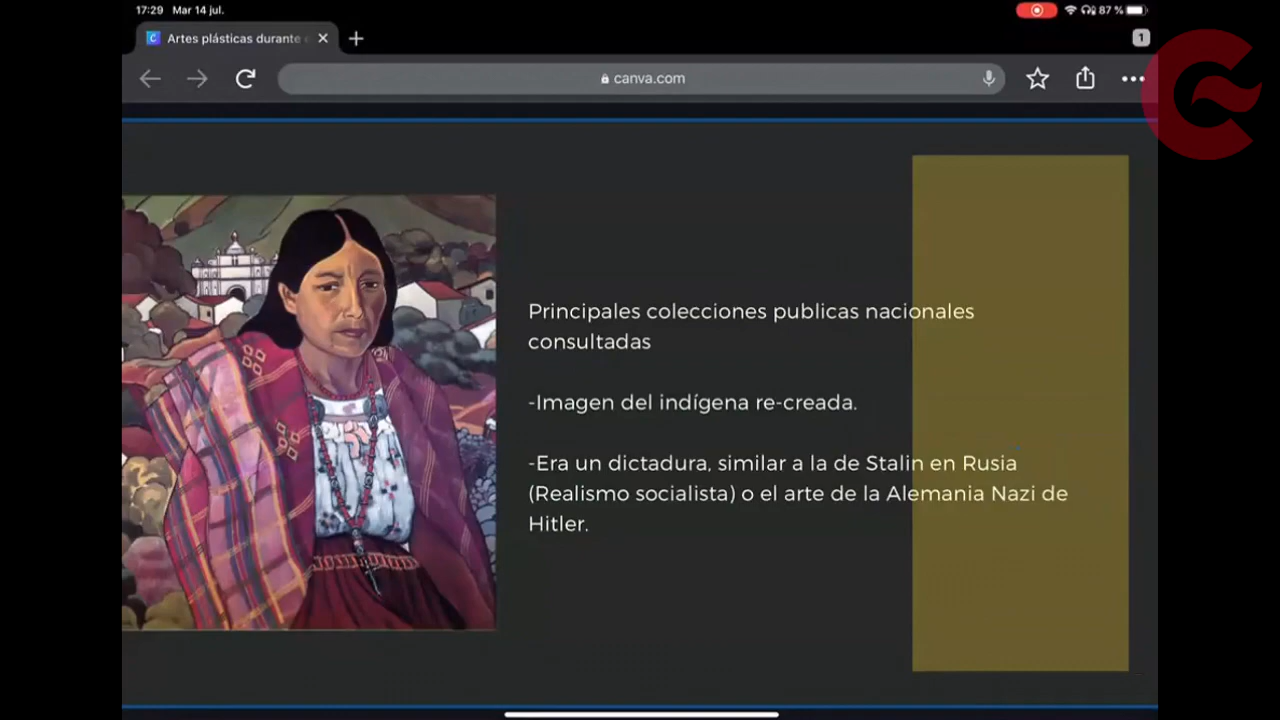 17:29 Mar 14 jul.
87 %
Artes plásticas durante
1
canva.com
Principales colecciones publicas nacionales
consultadas
-Imagen del indígena re-creada.
-Era un dictadura, similar a la de Stalin en Rusia
(Realismo socialista) o el arte de la Alemania Nazi de
Hitler.